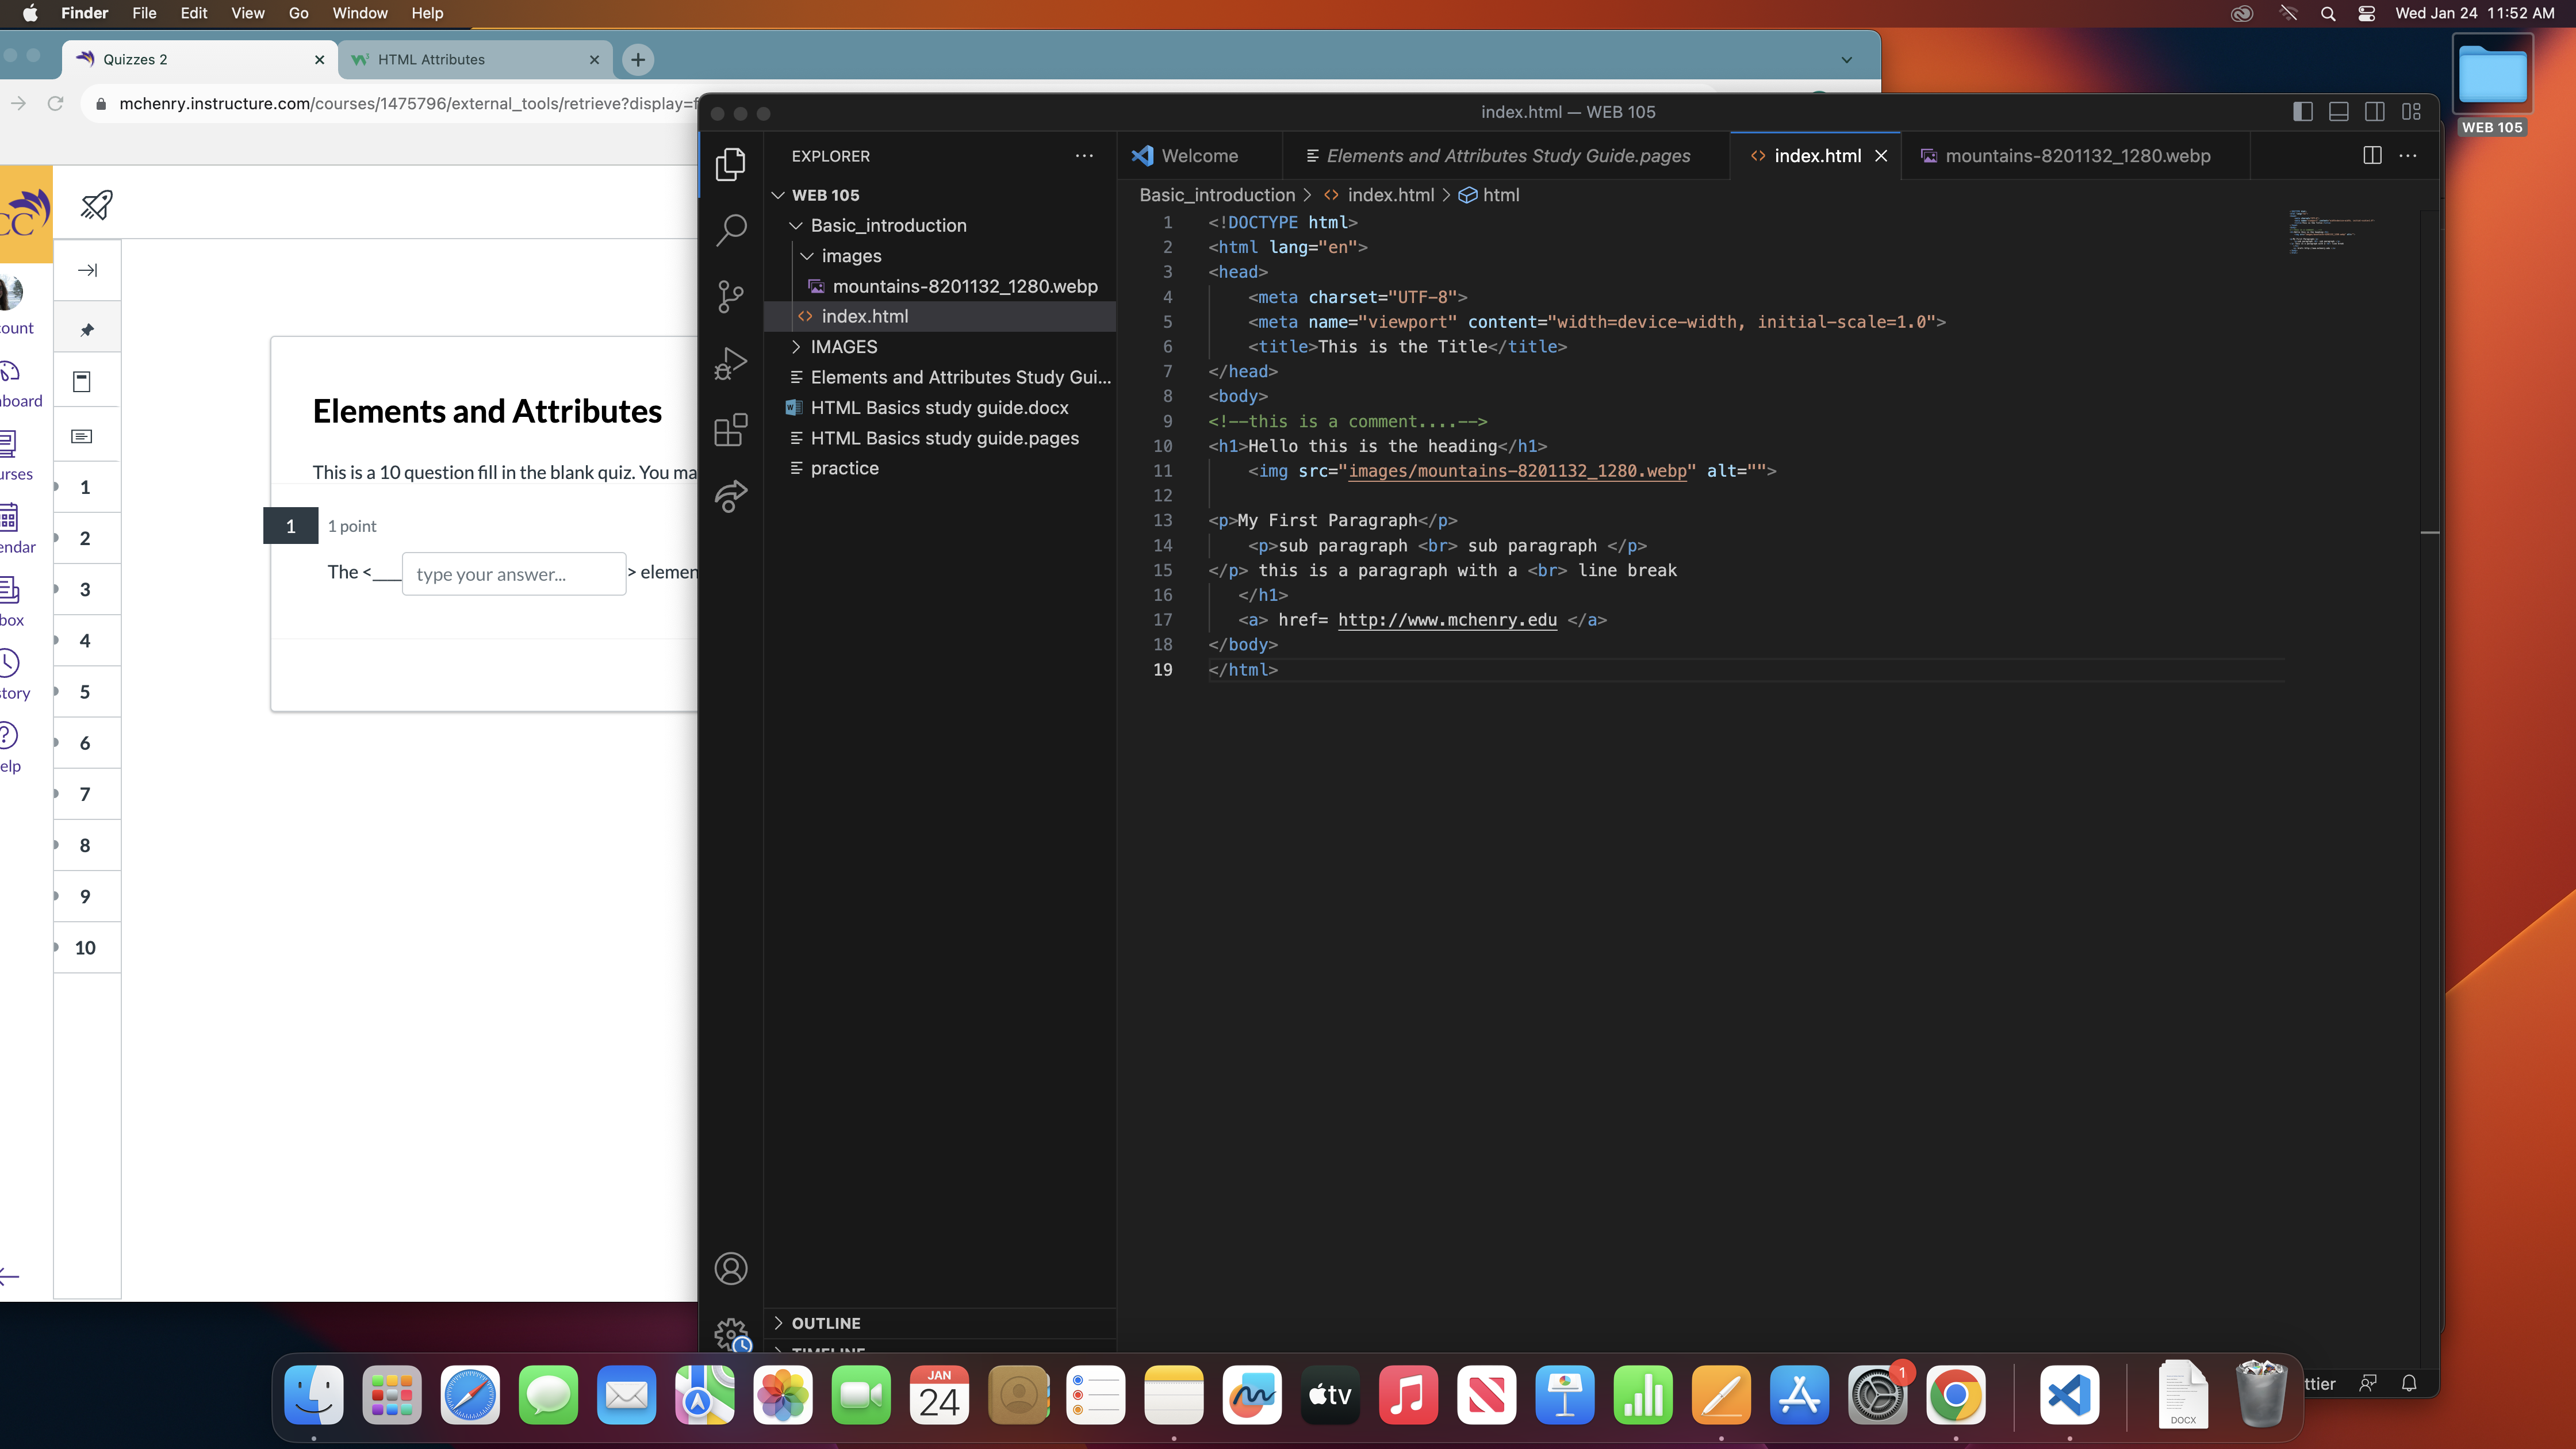 Finder File Edit View Go Window Help
Wed Jan 24 11:52 AM
Quizzes 2
HTML Attributes
mchenry.instructure.com/courses/1475796/external_tools/retrieve?display=f
WEB 105
index.html — WEB 105
EXPLORER
Welcome
Elements and Attributes Study Guide.pages
index.html
mountains-8201132_1280.webp
WEB 105
Basic_introduction
images
mountains-8201132_1280.webp
index.html
IMAGES
Elements and Attributes Study Gui...
HTML Basics study guide.docx
HTML Basics study guide.pages
practice
Basic_introduction > index.html > html
1 <!DOCTYPE html>
2 <html lang="en">
3 <head>
4 <meta charset="UTF-8">
5 <meta name="viewport" content="width=device-width, initial-scale=1.0">
6 <title>This is the Title</title>
7 </head>
8 <body>
9 <!--this is a comment....-->
10 <h1>Hello this is the heading</h1>
11 <img src="images/mountains-8201132_1280.webp" alt="">
12
13 <p>My First Paragraph</p>
14 <p>sub paragraph <br> sub paragraph </p>
15 </p> this is a paragraph with a <br> line break
16 </h1>
17 <a> href= http://www.mchenry.edu </a>
18 </body>
19 </html>
CC
ount
board
urses
endar
box
story
elp
1
2
3
4
5
6
7
8
9
10
Elements and Attributes
This is a 10 question fill in the blank quiz. You ma
1
1 point
The <___ type your answer... > elemen
OUTLINE
TIMELINE
JAN
24
tv
1
DOCX
ttier